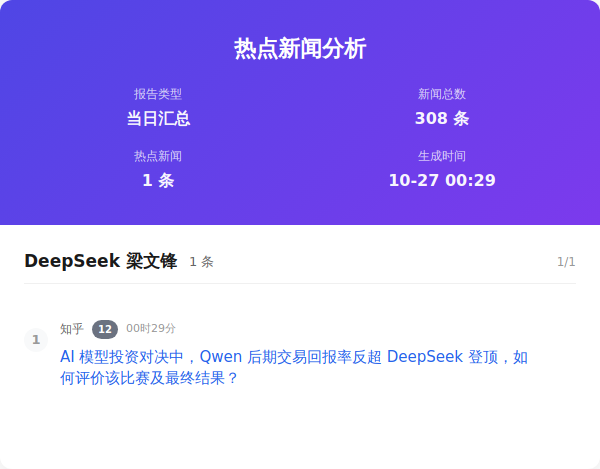 热点新闻分析
报告类型
新闻总数
当日汇总
308 条
热点新闻
生成时间
1 条
10-27 00:29
DeepSeek 梁文锋 1 条 1/1
1 知乎 12 00时29分
AI 模型投资对决中，Qwen 后期交易回报率反超 DeepSeek 登顶，如
何评价该比赛及最终结果？